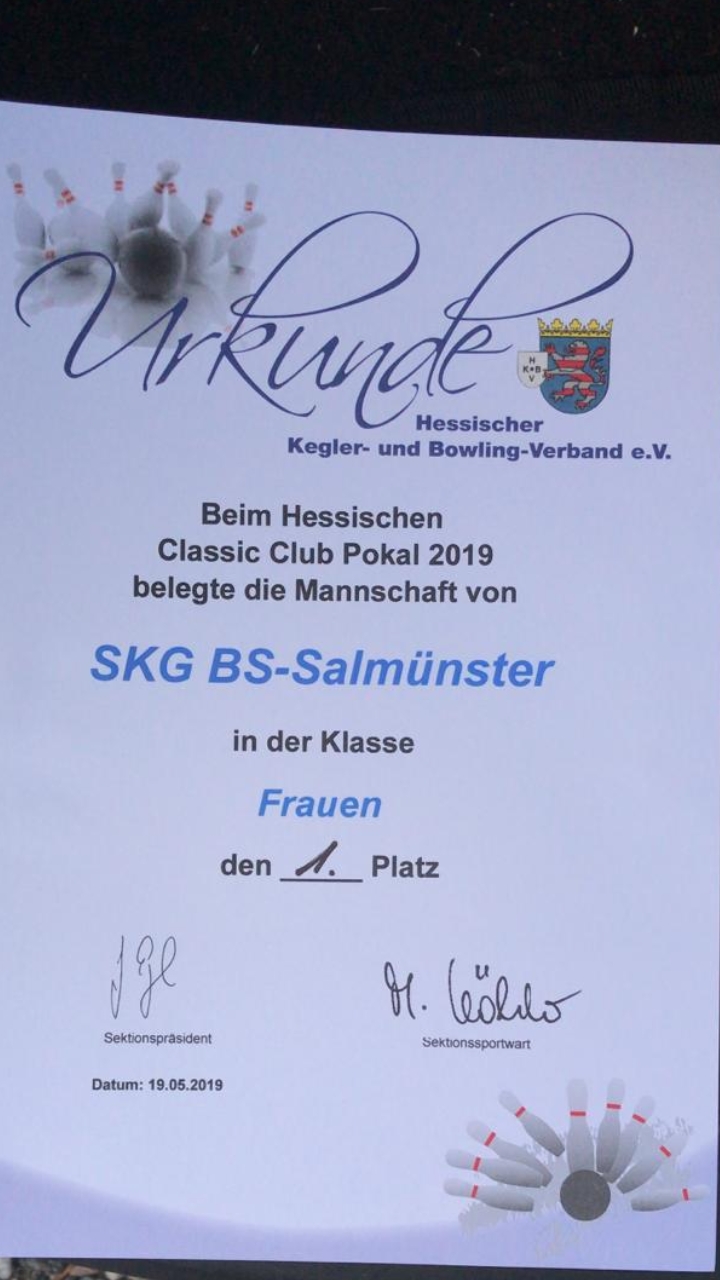 Urkunde
H
K+B
V
Hessischer
Kegler- und Bowling-Verband e.V.
Beim Hessischen
Classic Club Pokal 2019
belegte die Mannschaft von
SKG BS-Salmünster
in der Klasse
Frauen
den 1. Platz
Sektionspräsident
Sektionssportwart
Datum: 19.05.2019